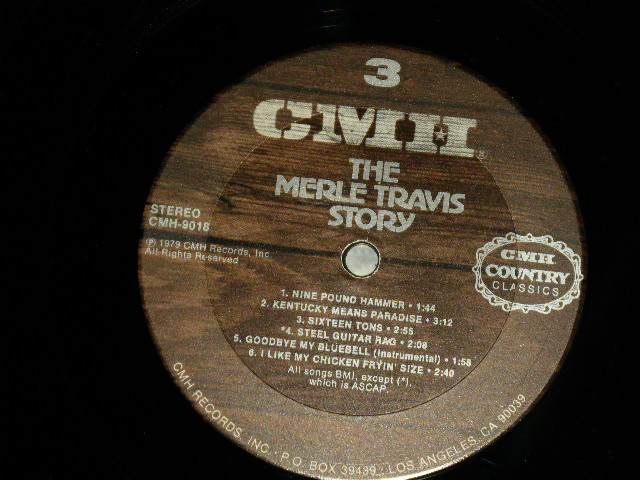 3
CMH
®
THE
MERLE TRAVIS
STORY
STEREO
CMH-9018
℗ 1979 CMH Records, Inc.
All Rights Reserved
CMH
COUNTRY
CLASSICS
1. NINE POUND HAMMER • 1:44
2. KENTUCKY MEANS PARADISE • 3:12
3. SIXTEEN TONS • 2:55
*4. STEEL GUITAR RAG • 2:08
5. GOODBYE MY BLUEBELL (Instrumental) • 1:58
6. I LIKE MY CHICKEN FRYIN' SIZE • 2:40
All songs BMI, except (*),
which is ASCAP.
CMH RECORDS, INC. • P.O. BOX 39439 • LOS ANGELES, CA 90039